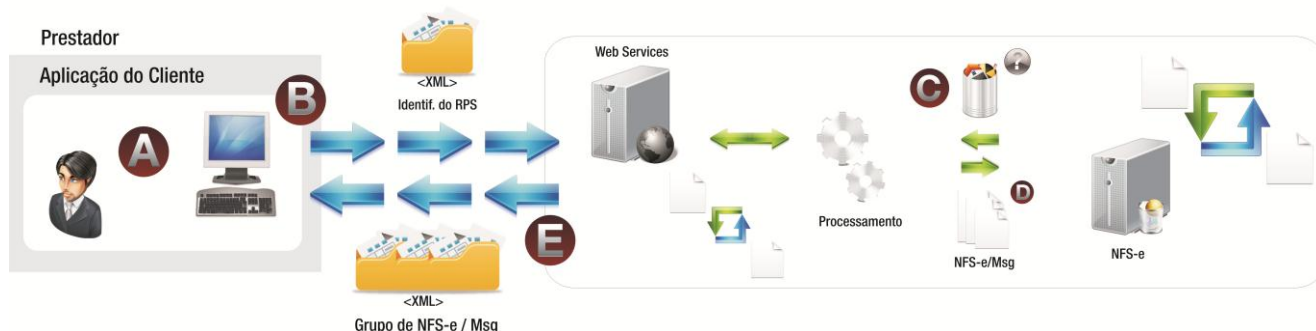 Prestador
Aplicação do Cliente
A
B
<XML>
Identif. do RPS
Web Services
C
?
D
Processamento
NFS-e/Msg
NFS-e
E
<XML>
Grupo de NFS-e / Msg